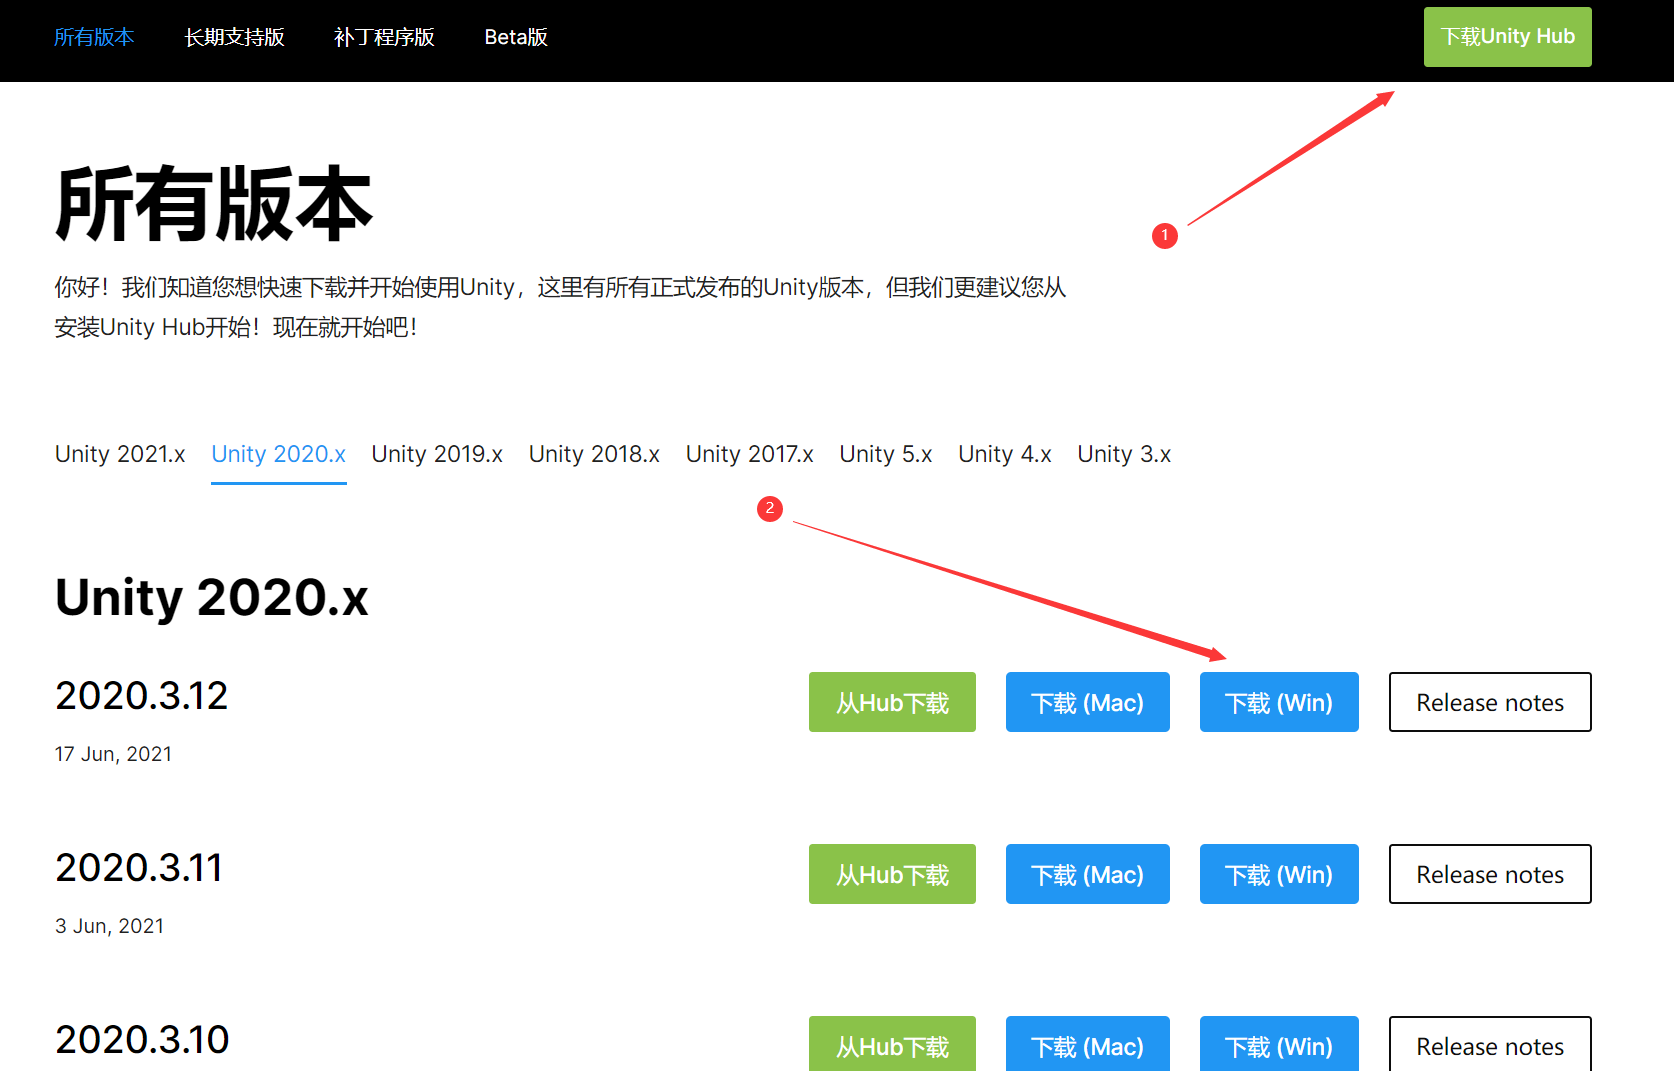 所有版本 长期支持版 补丁程序版 Beta版 下载Unity Hub
所有版本
1
你好！我们知道您想快速下载并开始使用Unity，这里有所有正式发布的Unity版本，但我们更建议您从
安装Unity Hub开始！现在就开始吧！
Unity 2021.x Unity 2020.x Unity 2019.x Unity 2018.x Unity 2017.x Unity 5.x Unity 4.x Unity 3.x
2
Unity 2020.x
2020.3.12 从Hub下载 下载 (Mac) 下载 (Win) Release notes
17 Jun, 2021
2020.3.11 从Hub下载 下载 (Mac) 下载 (Win) Release notes
3 Jun, 2021
2020.3.10 从Hub下载 下载 (Mac) 下载 (Win) Release notes